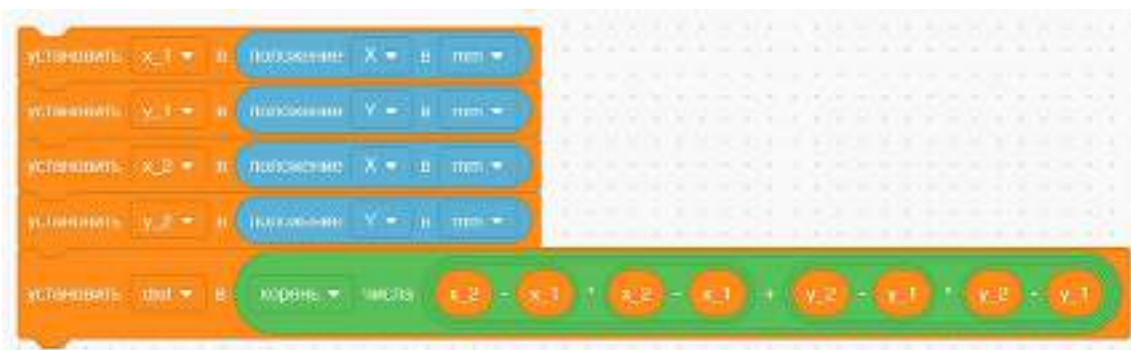 установить x_1 в положение X в mm
установить y_1 в положение Y в mm
установить x_2 в положение X в mm
установить y_2 в положение Y в mm
установить dist в корень числа x_2 - x_1 * x_2 - x_1 + y_2 - y_1 * y_2 - y_1